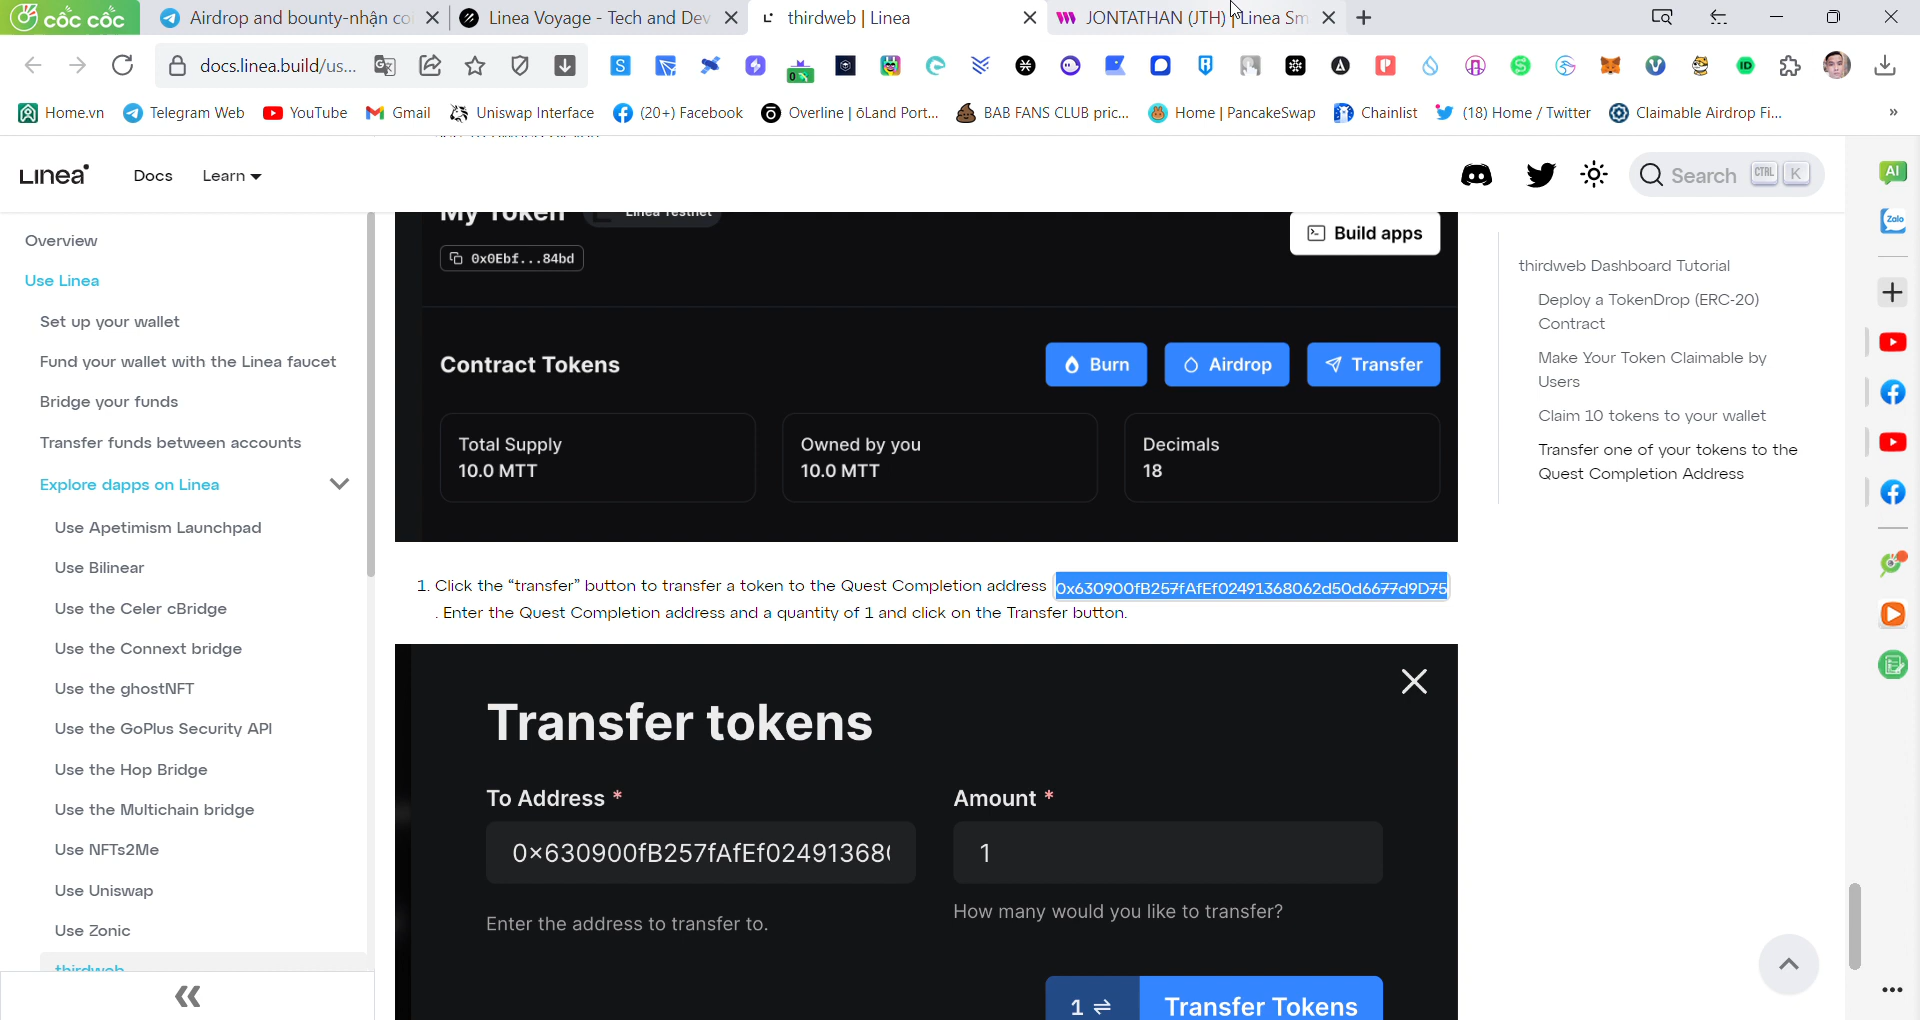 cốc cốc
Airdrop and bounty-nhận co
Linea Voyage - Tech and Dev
thirdweb | Linea
JONTATHAN (JTH) | Linea Sm
docs.linea.build/us...
Home.vn
Telegram Web
YouTube
Gmail
Uniswap Interface
(20+) Facebook
Overline | ōLand Port...
BAB FANS CLUB pric...
Home | PancakeSwap
Chainlist
(18) Home / Twitter
Claimable Airdrop Fi...
»
Linea
Docs
Learn
Search
CTRL
K
AI
Zalo
Overview
Use Linea
Set up your wallet
Fund your wallet with the Linea faucet
Bridge your funds
Transfer funds between accounts
Explore dapps on Linea
Use Apetimism Launchpad
Use Bilinear
Use the Celer cBridge
Use the Connext bridge
Use the ghostNFT
Use the GoPlus Security API
Use the Hop Bridge
Use the Multichain bridge
Use NFTs2Me
Use Uniswap
Use Zonic
thirdweb
My Token
Linea Testnet
0x0Ebf...84bd
Build apps
Contract Tokens
Burn
Airdrop
Transfer
Total Supply
10.0 MTT
Owned by you
10.0 MTT
Decimals
18
1. Click the “transfer” button to transfer a token to the Quest Completion address 0x630900fB257fAfEf02491368062d50d6677d9D75
. Enter the Quest Completion address and a quantity of 1 and click on the Transfer button.
Transfer tokens
To Address *
0x630900fB257fAfEf02491368(
Enter the address to transfer to.
Amount *
1
How many would you like to transfer?
1 ⇌
Transfer Tokens
thirdweb Dashboard Tutorial
Deploy a TokenDrop (ERC-20)
Contract
Make Your Token Claimable by
Users
Claim 10 tokens to your wallet
Transfer one of your tokens to the
Quest Completion Address